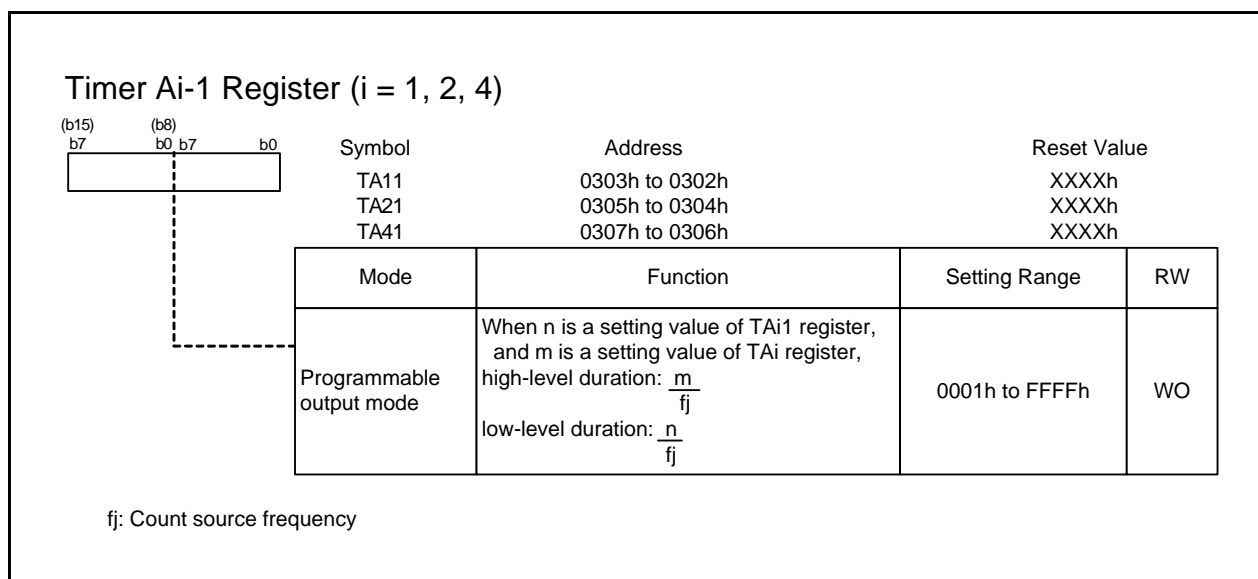 Timer Ai-1 Register (i = 1, 2, 4)
(b15) (b8)
b7 b0 b7 b0
Symbol Address Reset Value
TA11 0303h to 0302h XXXXh
TA21 0305h to 0304h XXXXh
TA41 0307h to 0306h XXXXh
Mode Function Setting Range RW
Programmable
output mode
When n is a setting value of TAi1 register,
and m is a setting value of TAi register,
high-level duration: m
fj
low-level duration: n
fj
0001h to FFFFh
WO
fj: Count source frequency